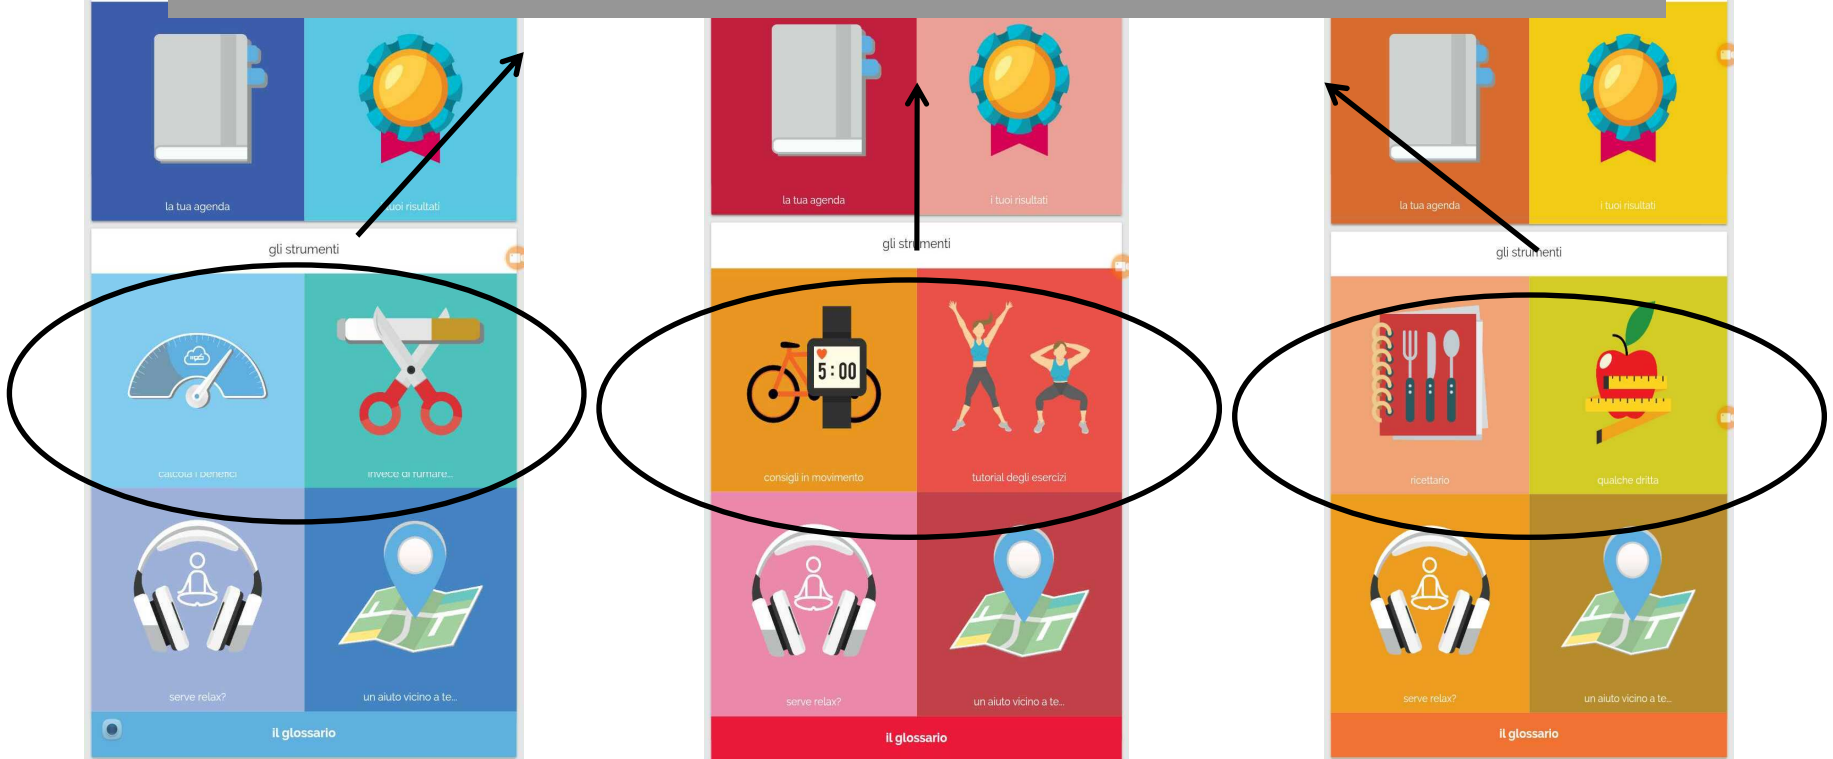 la tua agenda
i tuoi risultati
gli strumenti
calcola i benefici
invece di fumare...
serve relax?
un aiuto vicino a te...
il glossario
la tua agenda
i tuoi risultati
gli strumenti
5:00
consigli in movimento
tutorial degli esercizi
serve relax?
un aiuto vicino a te...
il glossario
la tua agenda
i tuoi risultati
gli strumenti
ricettario
qualche dritta
serve relax?
un aiuto vicino a te...
il glossario